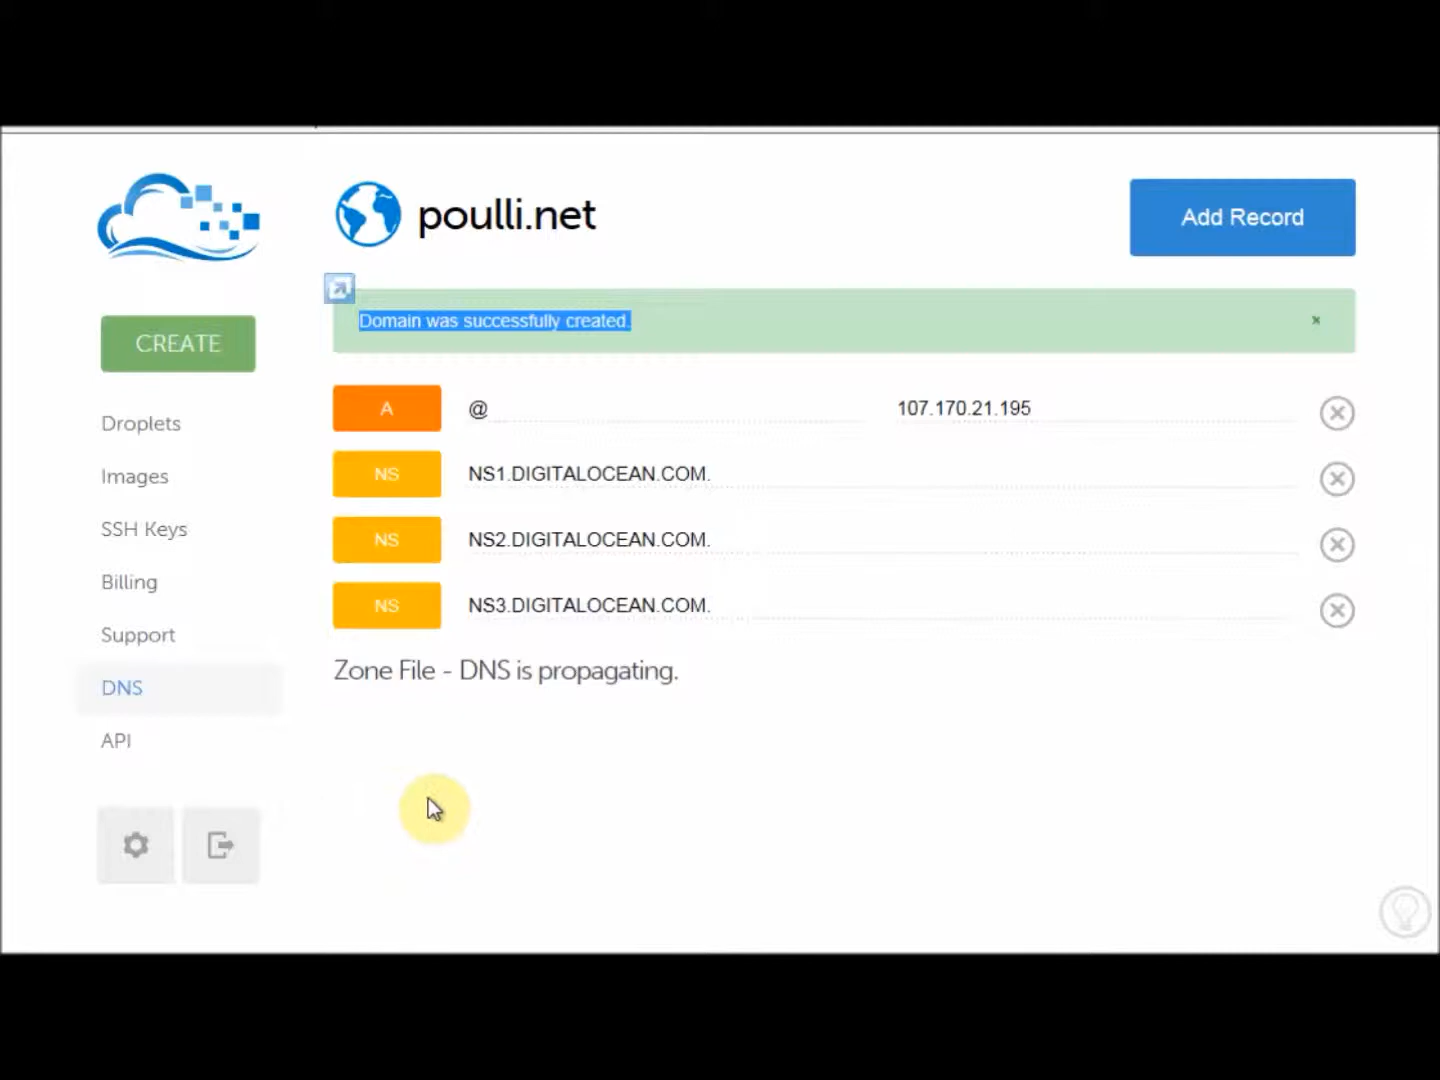 poulli.net
Add Record
Domain was successfully created.
×
CREATE
A @ 107.170.21.195
NS NS1.DIGITALOCEAN.COM.
NS NS2.DIGITALOCEAN.COM.
NS NS3.DIGITALOCEAN.COM.
Zone File - DNS is propagating.
Droplets
Images
SSH Keys
Billing
Support
DNS
API